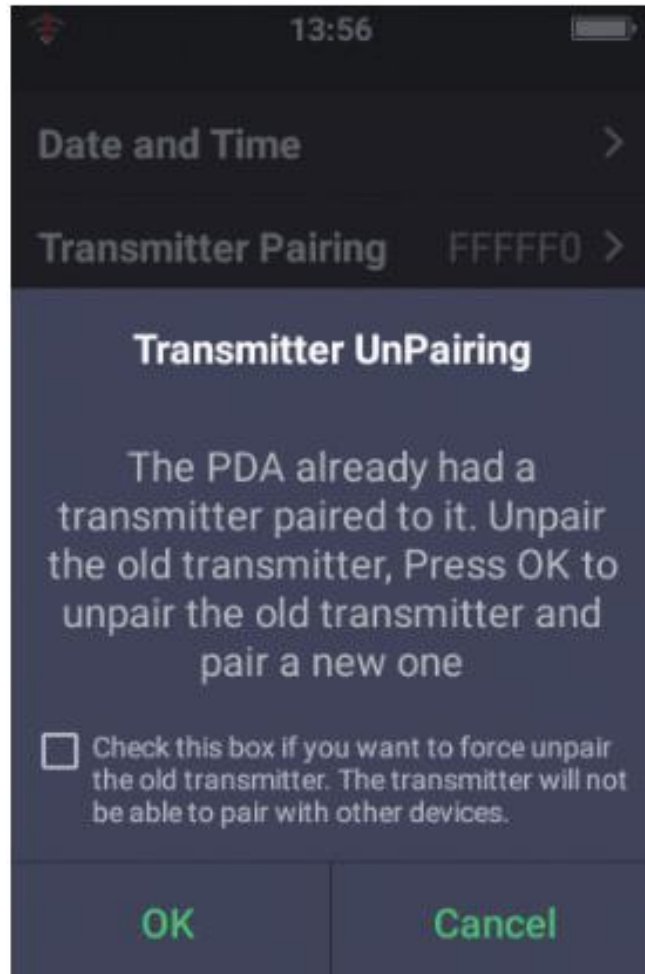 13:56
Date and Time
Transmitter Pairing FFFFF0
Transmitter UnPairing
The PDA already had a
transmitter paired to it. Unpair
the old transmitter, Press OK to
unpair the old transmitter and
pair a new one
Check this box if you want to force unpair
the old transmitter. The transmitter will not
be able to pair with other devices.
OK Cancel